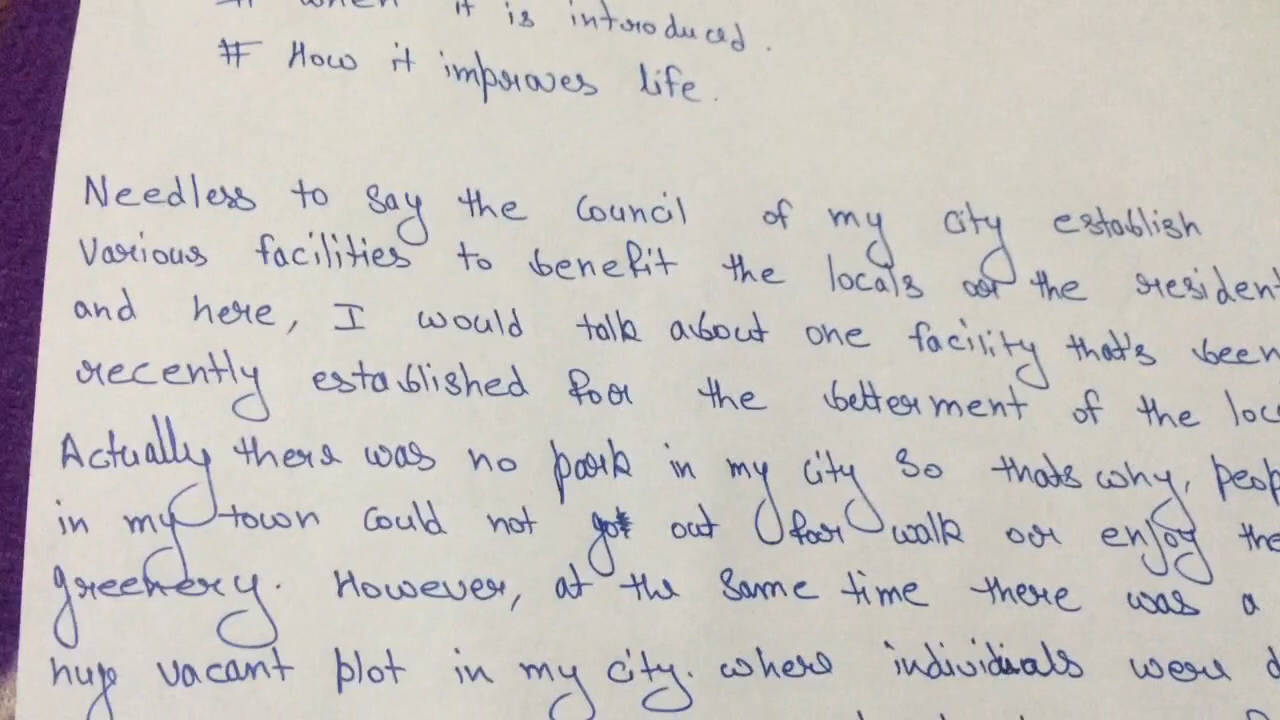 # when it is introduced.
# How it improves life.
Needless to say the Council of my city establish
Various facilities to benefit the locals or the resident
and here, I would talk about one facility that's been
recently established for the betterment of the loc
Actually there was no park in my city so thats why, peop
in my town could not go out for walk or enjoy the
greenery. However, at the same time there was a
huge vacant plot in my city. where individials were d